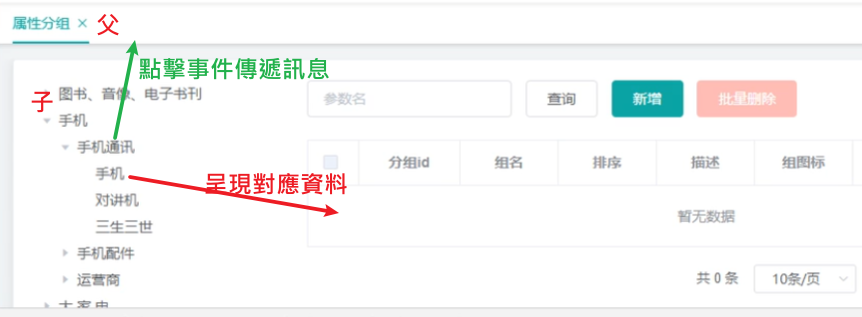 属性分组 × 父
點擊事件傳遞訊息
子 图书、音像、电子书刊
参数名 查询 新增 批量删除
手机
手机通讯
分组id 组名 排序 描述 组图标
手机
呈現對應資料
对讲机
暂无数据
三生三世
手机配件
运营商
共 0 条 10条/页
大 家 电